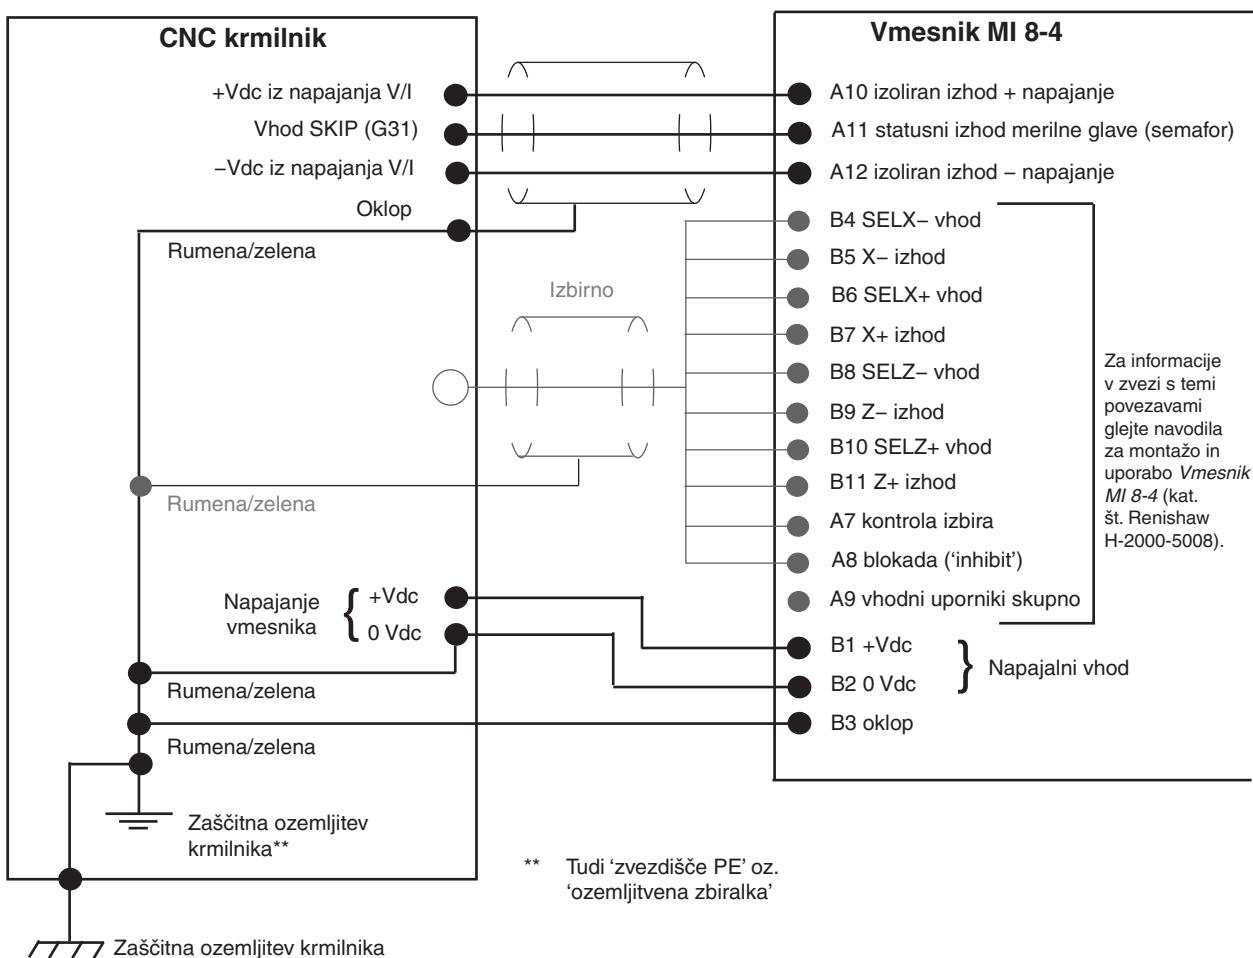 CNC krmilnik
Vmesnik MI 8-4
+Vdc iz napajanja V/I
A10 izoliran izhod + napajanje
Vhod SKIP (G31)
A11 statusni izhod merilne glave (semafor)
−Vdc iz napajanja V/I
A12 izoliran izhod − napajanje
Oklop
Rumena/zelena
B4 SELX− vhod
B5 X− izhod
Izbirno
B6 SELX+ vhod
B7 X+ izhod
B8 SELZ− vhod
B9 Z− izhod
B10 SELZ+ vhod
B11 Z+ izhod
A7 kontrola izbira
A8 blokada (‘inhibit’)
A9 vhodni uporniki skupno
Za informacije
v zvezi s temi
povezavami
glejte navodila
za montažo in
uporabo Vmesnik
MI 8-4 (kat.
št. Renishaw
H-2000-5008).
Rumena/zelena
Napajanje
vmesnika
{
+Vdc
0 Vdc
B1 +Vdc
B2 0 Vdc
}
Napajalni vhod
Rumena/zelena
B3 oklop
Rumena/zelena
Zaščitna ozemljitev
krmilnika**
** Tudi ‘zvezdišče PE’ oz.
‘ozemljitvena zbiralka’
Zaščitna ozemljitev krmilnika